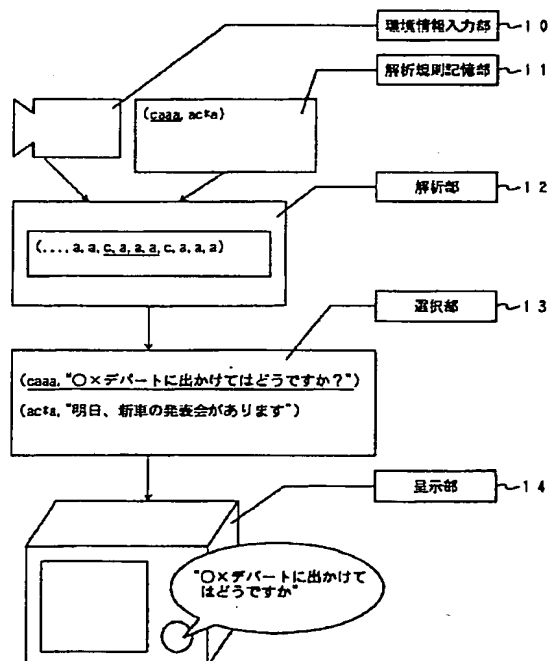 環境情報入力部 10
解析規則記憶部 11
(caaa, ac*a)
解析部 12
(...., a, a, c, a, a, a, c, a, a, a)
選択部 13
(caaa, "〇×デパートに出かけてはどうですか?")
(ac*a, "明日、新車の発表会があります")
呈示部 14
"〇×デパートに出かけて
はどうですか"